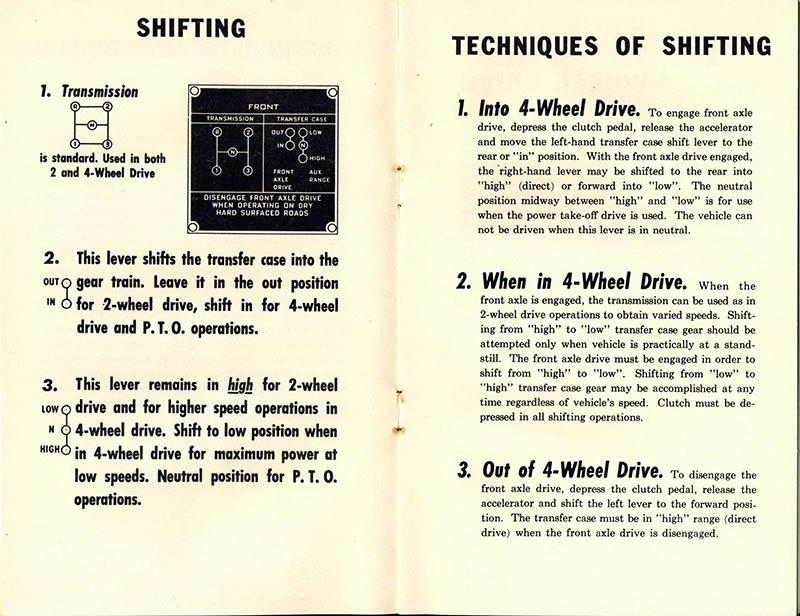 SHIFTING
1. Transmission
R 2
N
1 3
is standard. Used in both
2 and 4-Wheel Drive
FRONT
TRANSMISSION TRANSFER CASE
R 2 OUT LOW
N IN N
1 3 HIGH
FRONT AUX
AXLE RANGE
DRIVE
DISENGAGE FRONT AXLE DRIVE
WHEN OPERATING ON DRY
HARD SURFACED ROADS
2. This lever shifts the transfer case into the
OUT gear train. Leave it in the out position
IN for 2-wheel drive, shift in for 4-wheel
drive and P. T. O. operations.
3. This lever remains in high for 2-wheel
LOW drive and for higher speed operations in
N 4-wheel drive. Shift to low position when
HIGH in 4-wheel drive for maximum power at
low speeds. Neutral position for P. T. O.
operations.
TECHNIQUES OF SHIFTING
1. Into 4-Wheel Drive. To engage front axle
drive, depress the clutch pedal, release the accelerator
and move the left-hand transfer case shift lever to the
rear or "in" position. With the front axle drive engaged,
the right-hand lever may be shifted to the rear into
"high" (direct) or forward into "low". The neutral
position midway between "high" and "low" is for use
when the power take-off drive is used. The vehicle can
not be driven when this lever is in neutral.
2. When in 4-Wheel Drive. When the
front axle is engaged, the transmission can be used as in
2-wheel drive operations to obtain varied speeds. Shift-
ing from "high" to "low" transfer case gear should be
attempted only when vehicle is practically at a stand-
still. The front axle drive must be engaged in order to
shift from "high" to "low". Shifting from "low" to
"high" transfer case gear may be accomplished at any
time regardless of vehicle's speed. Clutch must be de-
pressed in all shifting operations.
3. Out of 4-Wheel Drive. To disengage the
front axle drive, depress the clutch pedal, release the
accelerator and shift the left lever to the forward posi-
tion. The transfer case must be in "high" range (direct
drive) when the front axle drive is disengaged.